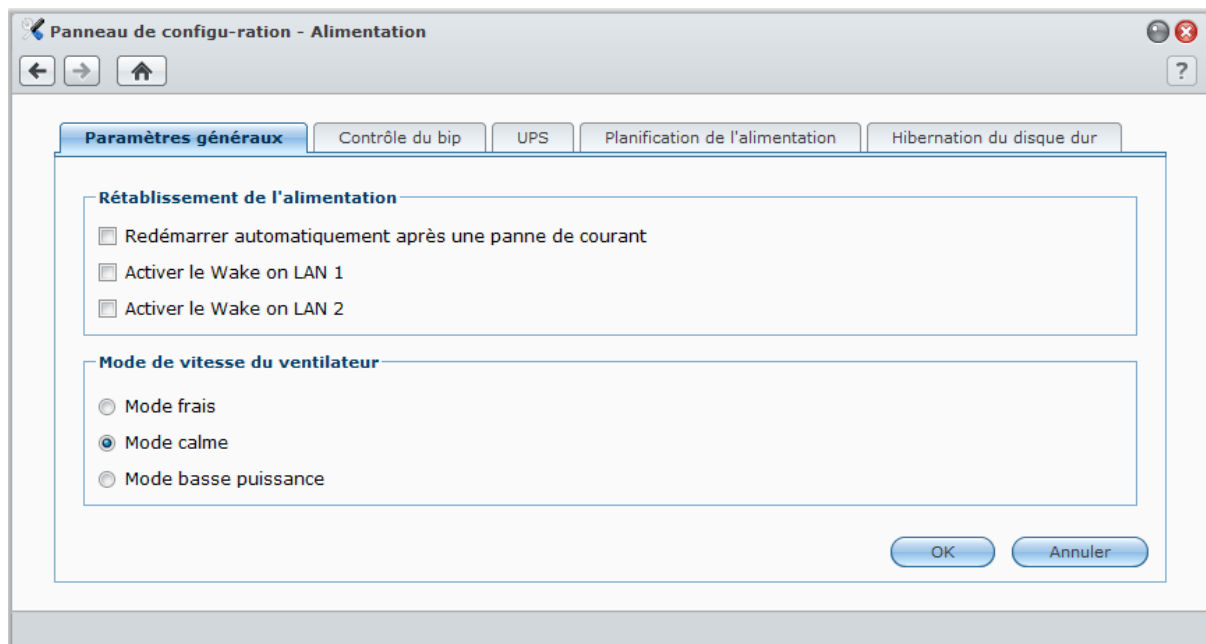 Panneau de configu-ration - Alimentation
?
Paramètres généraux Contrôle du bip UPS Planification de l'alimentation Hibernation du disque dur
Rétablissement de l'alimentation
Redémarrer automatiquement après une panne de courant
Activer le Wake on LAN 1
Activer le Wake on LAN 2
Mode de vitesse du ventilateur
Mode frais
Mode calme
Mode basse puissance
OK Annuler